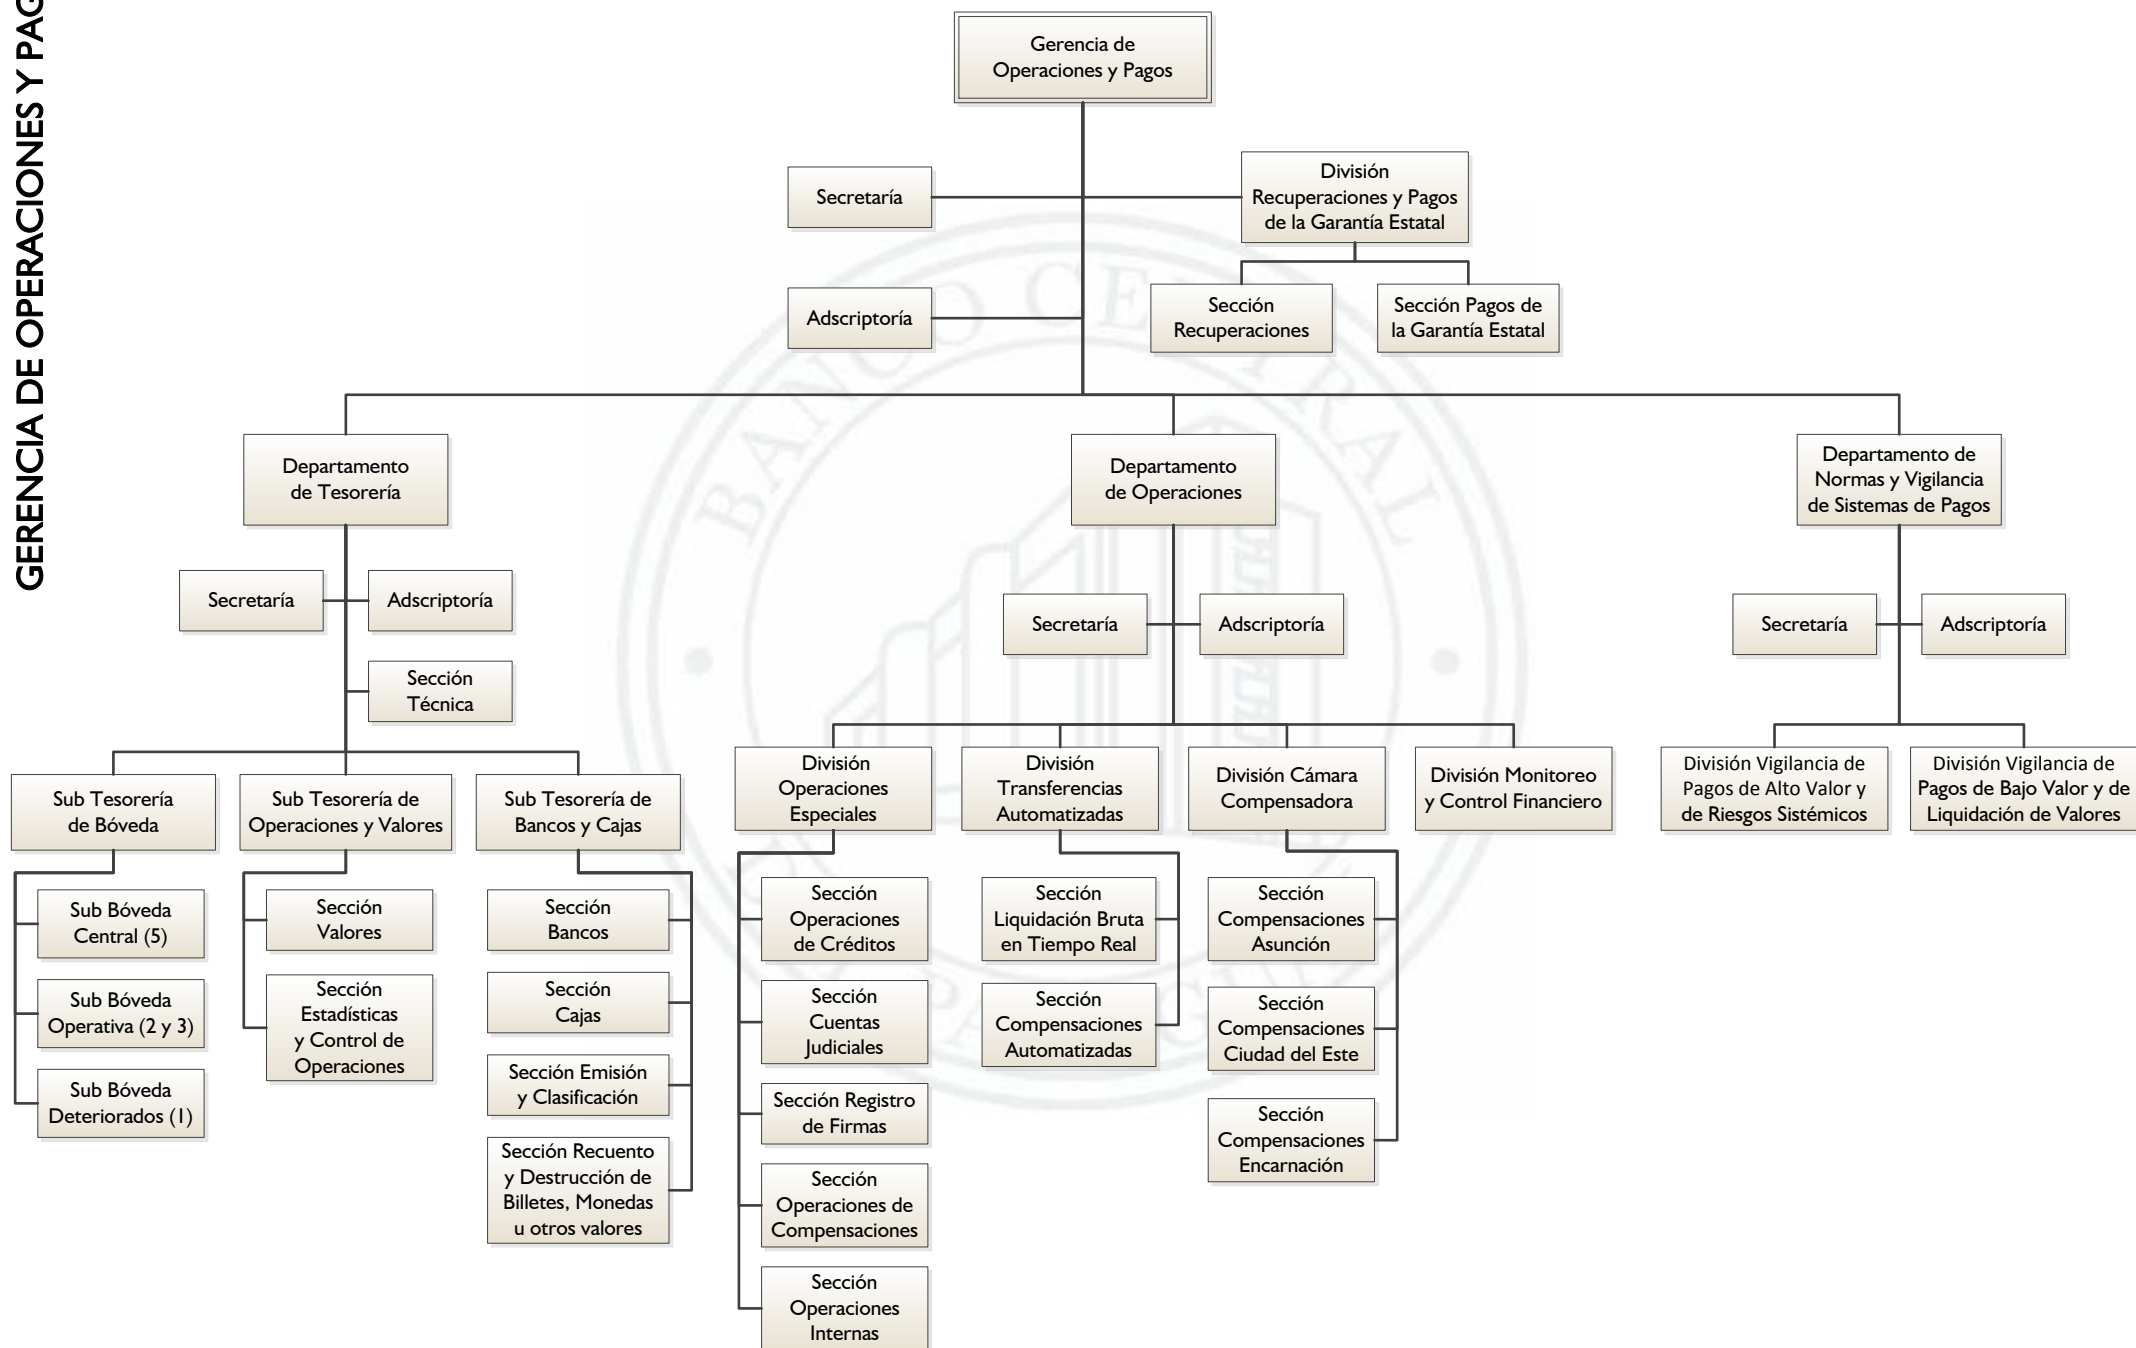 GERENCIA DE OPERACIONES Y PAG
Gerencia de
Operaciones y Pagos
Secretaría
División
Recuperaciones y Pagos
de la Garantía Estatal
Adscriptoría
Sección
Recuperaciones
Sección Pagos de
la Garantía Estatal
Departamento
de Tesorería
Departamento
de Operaciones
Departamento de
Normas y Vigilancia
de Sistemas de Pagos
Secretaría
Adscriptoría
Sección
Técnica
Secretaría
Adscriptoría
Secretaría
Adscriptoría
Sub Tesorería
de Bóveda
Sub Tesorería de
Operaciones y Valores
Sub Tesorería de
Bancos y Cajas
División
Operaciones
Especiales
División
Transferencias
Automatizadas
División Cámara
Compensadora
División Monitoreo
y Control Financiero
División Vigilancia de
Pagos de Alto Valor y
de Riesgos Sistémicos
División Vigilancia de
Pagos de Bajo Valor y de
Liquidación de Valores
Sub Bóveda
Central (5)
Sub Bóveda
Operativa (2 y 3)
Sub Bóveda
Deteriorados (1)
Sección
Valores
Sección
Estadísticas
y Control de
Operaciones
Sección
Bancos
Sección
Cajas
Sección Emisión
y Clasificación
Sección Recuento
y Destrucción de
Billetes, Monedas
u otros valores
Sección
Operaciones
de Créditos
Sección
Cuentas
Judiciales
Sección Registro
de Firmas
Sección
Operaciones de
Compensaciones
Sección
Operaciones
Internas
Sección
Liquidación Bruta
en Tiempo Real
Sección
Compensaciones
Automatizadas
Sección
Compensaciones
Asunción
Sección
Compensaciones
Ciudad del Este
Sección
Compensaciones
Encarnación
BANCO CENTRAL